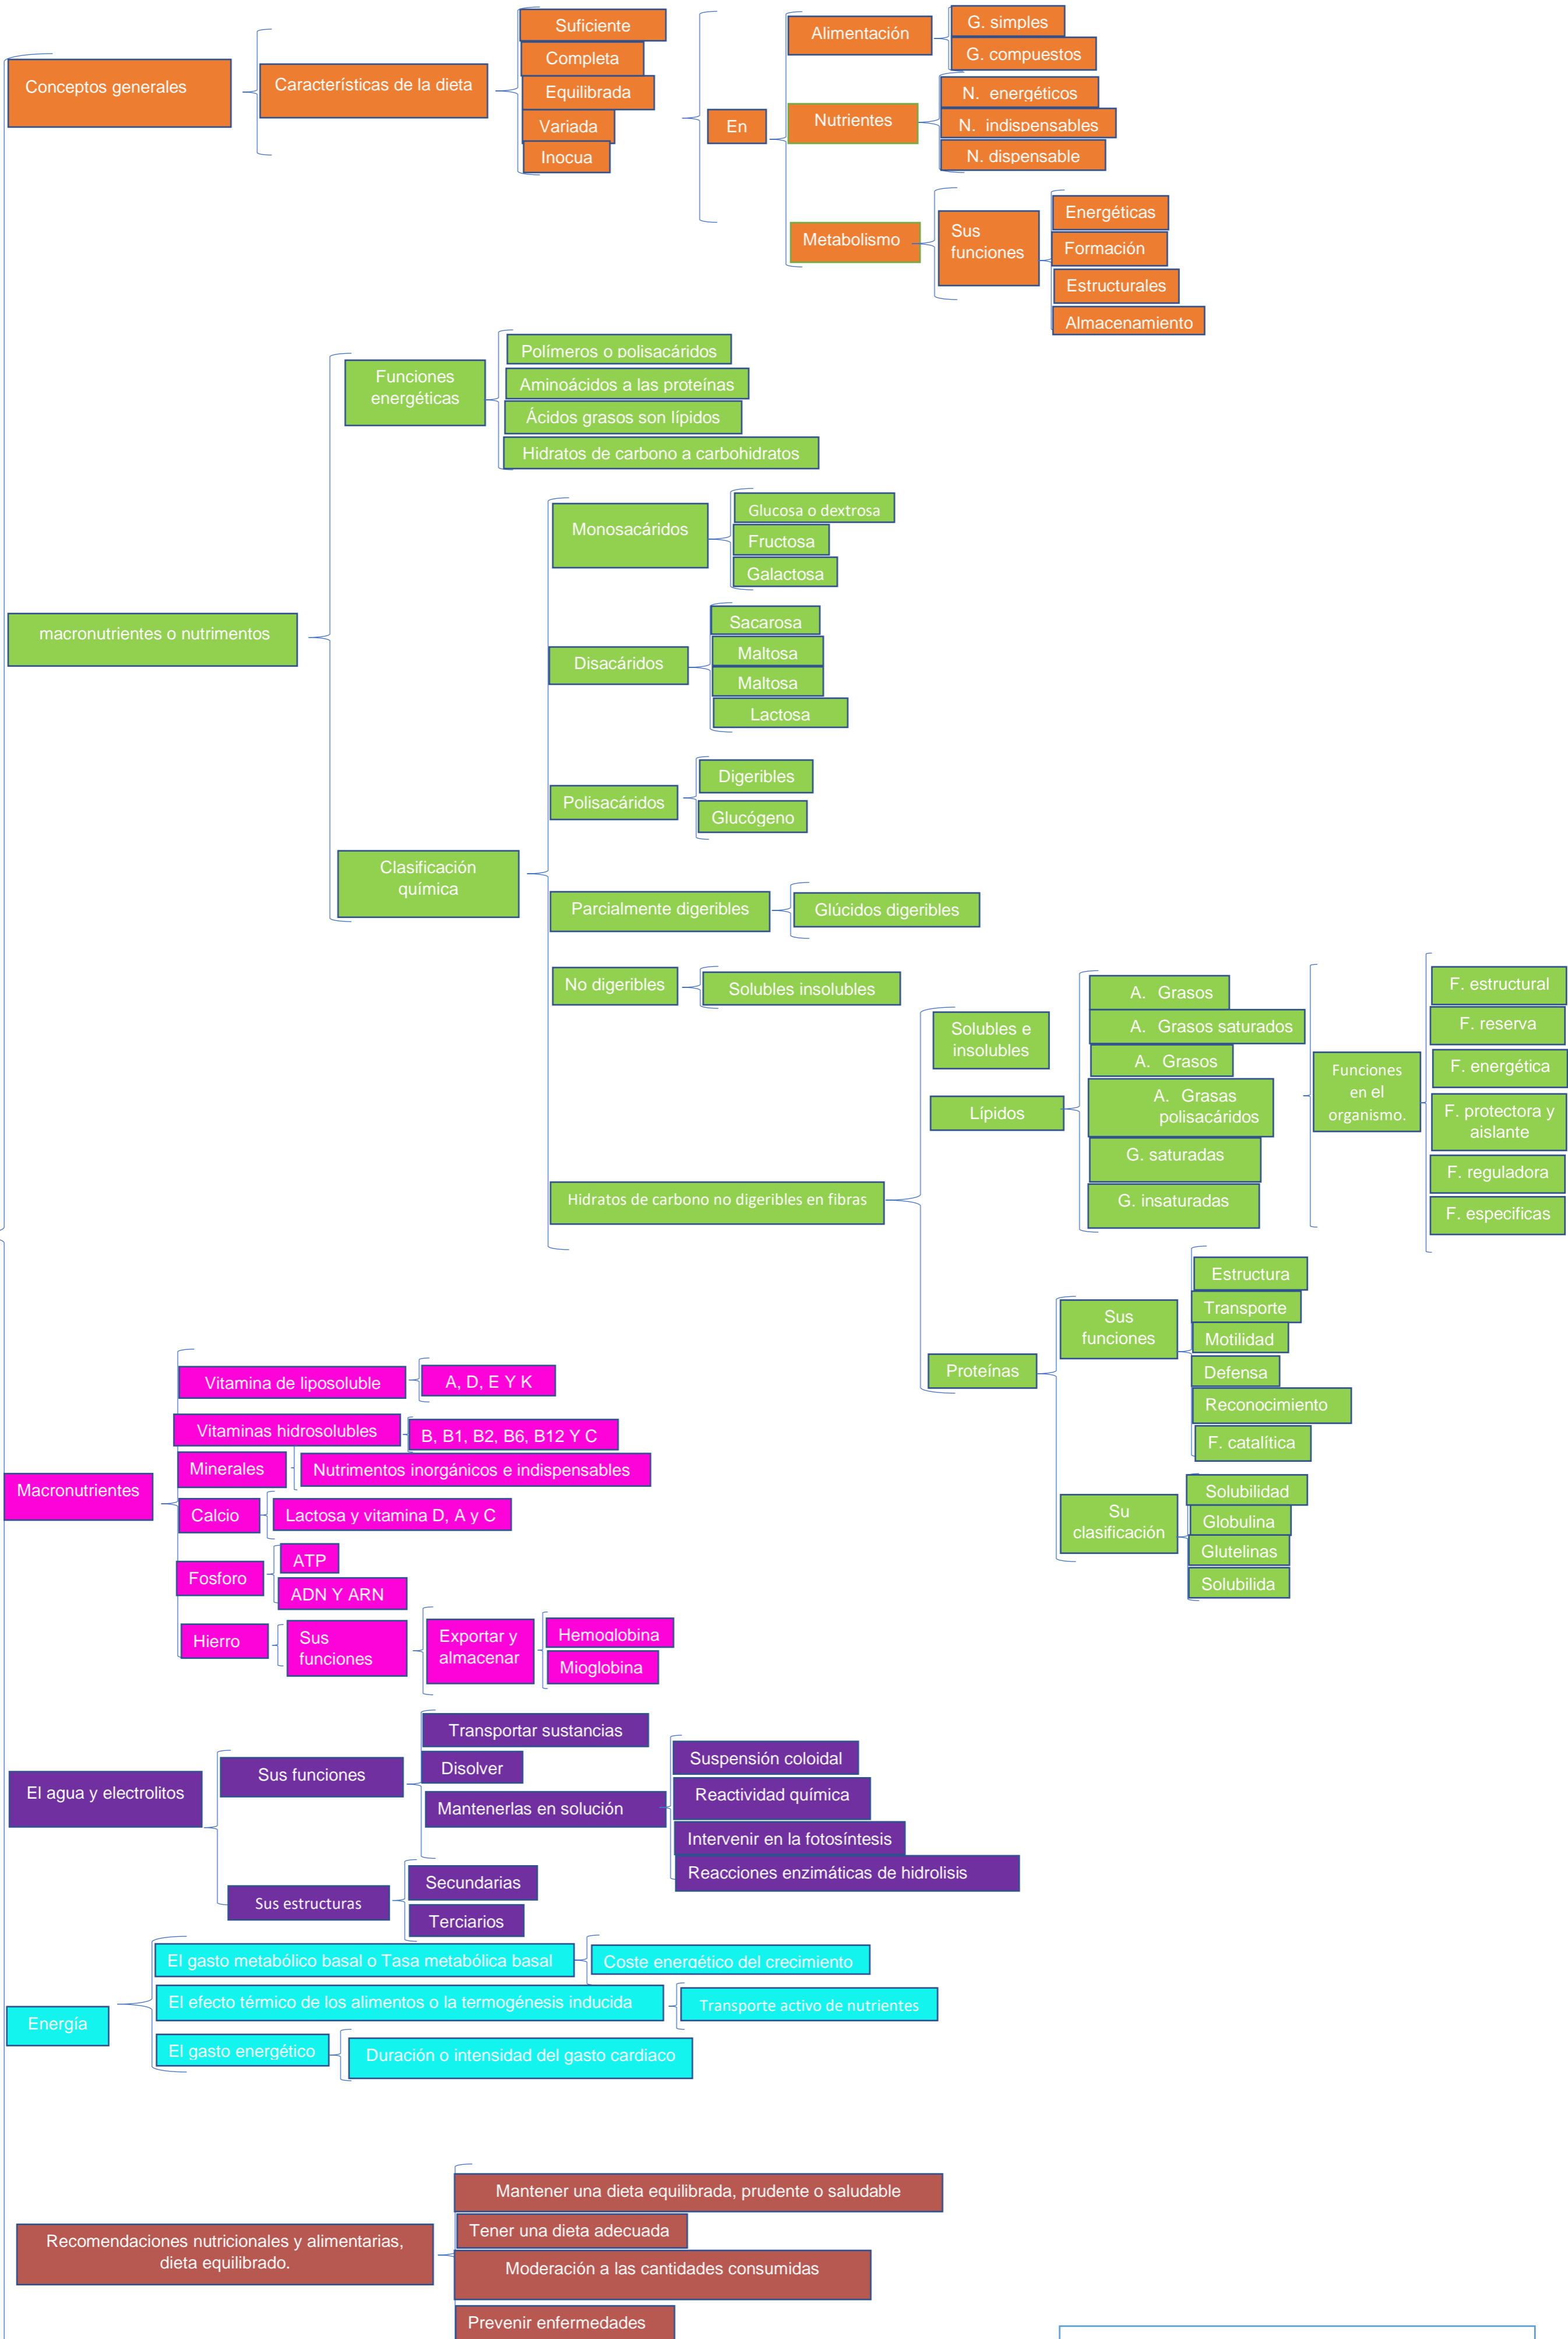 Conceptos generales
Características de la dieta
Suficiente
Completa
Equilibrada
Variada
Inocua
En
Alimentación
G. simples
G. compuestos
Nutrientes
N. energéticos
N. indispensables
N. dispensable
Metabolismo
Sus
funciones
Energéticas
Formación
Estructurales
Almacenamiento
macronutrientes o nutrimentos
Funciones
energéticas
Polímeros o polisacáridos
Aminoácidos a las proteínas
Ácidos grasos son lípidos
Hidratos de carbono a carbohidratos
Clasificación
química
Monosacáridos
Glucosa o dextrosa
Fructosa
Galactosa
Disacáridos
Sacarosa
Maltosa
Maltosa
Lactosa
Polisacáridos
Digeribles
Glucógeno
Parcialmente digeribles
Glúcidos digeribles
No digeribles
Solubles insolubles
Hidratos de carbono no digeribles en fibras
Solubles e
insolubles
Lípidos
A. Grasos
A. Grasos saturados
A. Grasos
A. Grasas
polisacáridos
G. saturadas
G. insaturadas
Funciones
en el
organismo.
F. estructural
F. reserva
F. energética
F. protectora y
aislante
F. reguladora
F. especificas
Proteínas
Sus
funciones
Estructura
Transporte
Motilidad
Defensa
Reconocimiento
F. catalítica
Su
clasificación
Solubilidad
Globulina
Glutelinas
Solubilida
Macronutrientes
Vitamina de liposoluble
A, D, E Y K
Vitaminas hidrosolubles
B, B1, B2, B6, B12 Y C
Minerales
Nutrimentos inorgánicos e indispensables
Calcio
Lactosa y vitamina D, A y C
Fosforo
ATP
ADN Y ARN
Hierro
Sus
funciones
Exportar y
almacenar
Hemoglobina
Mioglobina
El agua y electrolitos
Sus funciones
Transportar sustancias
Disolver
Mantenerlas en solución
Suspensión coloidal
Reactividad química
Intervenir en la fotosíntesis
Reacciones enzimáticas de hidrolisis
Sus estructuras
Secundarias
Terciarios
Energía
El gasto metabólico basal o Tasa metabólica basal
Coste energético del crecimiento
El efecto térmico de los alimentos o la termogénesis inducida
Transporte activo de nutrientes
El gasto energético
Duración o intensidad del gasto cardiaco
Recomendaciones nutricionales y alimentarias,
dieta equilibrado.
Mantener una dieta equilibrada, prudente o saludable
Tener una dieta adecuada
Moderación a las cantidades consumidas
Prevenir enfermedades